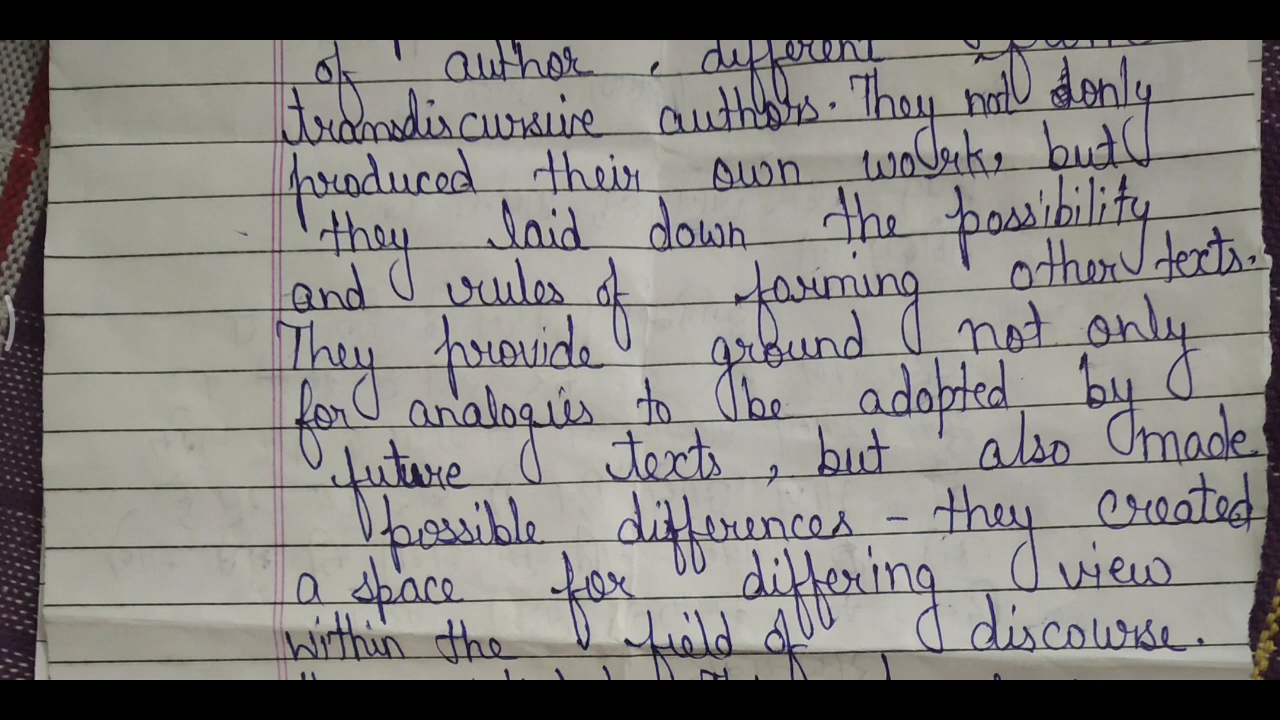 of author, different from
transdiscursive authors. They not only
produced their own work, but
they laid down the possibility
and rules of forming other texts.
They provide ground not only
for analogies to be adopted by
future texts, but also made
possible differences - they created
a space for differing view
within the field of discourse.